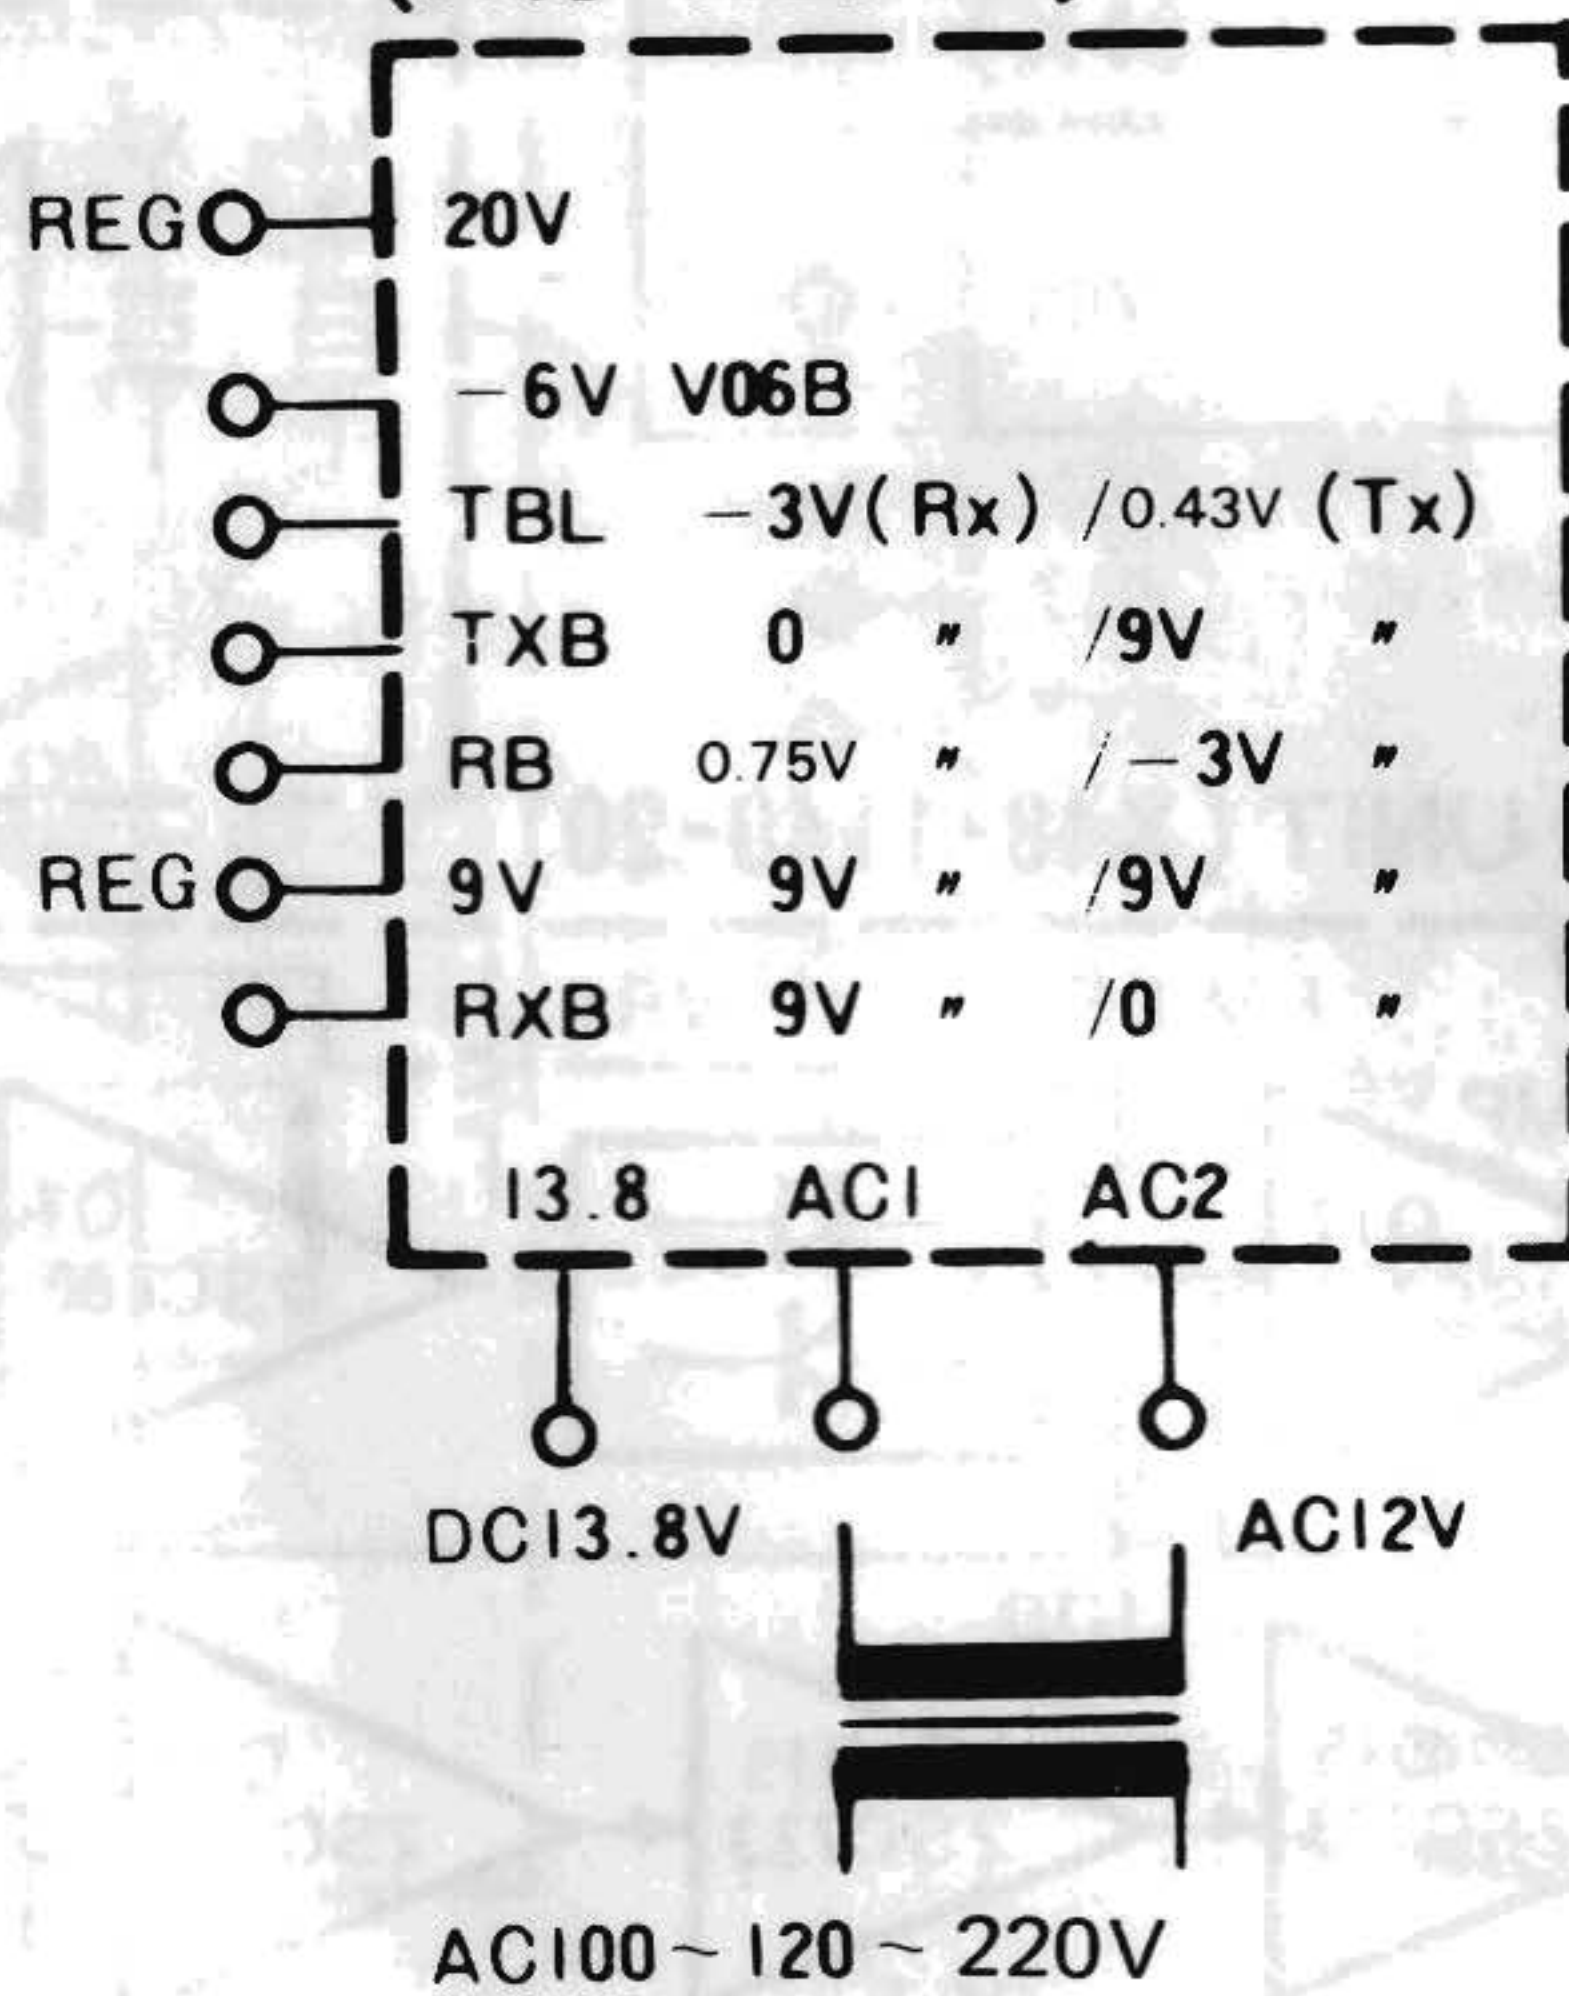 REG 20V
−6V V06B
TBL −3V(Rx) /0.43V (Tx)
TXB 0 〃 /9V 〃
RB 0.75V 〃 /−3V 〃
REG 9V 9V 〃 /9V 〃
RXB 9V 〃 /0 〃
13.8 AC1 AC2
DC13.8V AC12V
AC100~120~220V